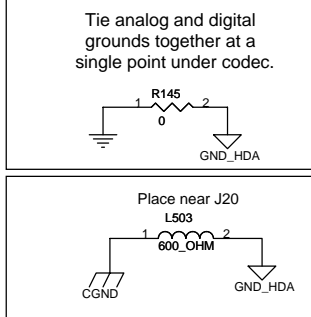 Tie analog and digital
grounds together at a
single point under codec.
R145
1 2
0
GND_HDA
Place near J20
L503
1 2
600_OHM
CGND
GND_HDA